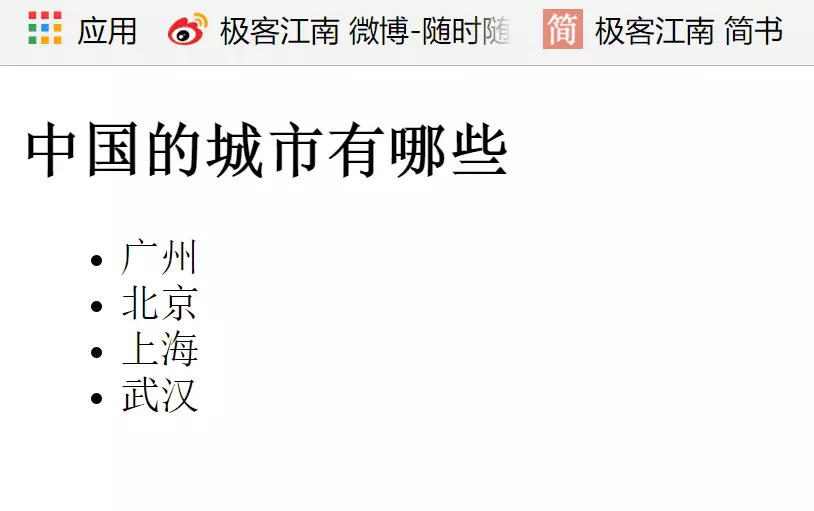 应用 极客江南 微博-随时随 简 极客江南 简书
中国的城市有哪些
广州
北京
上海
武汉